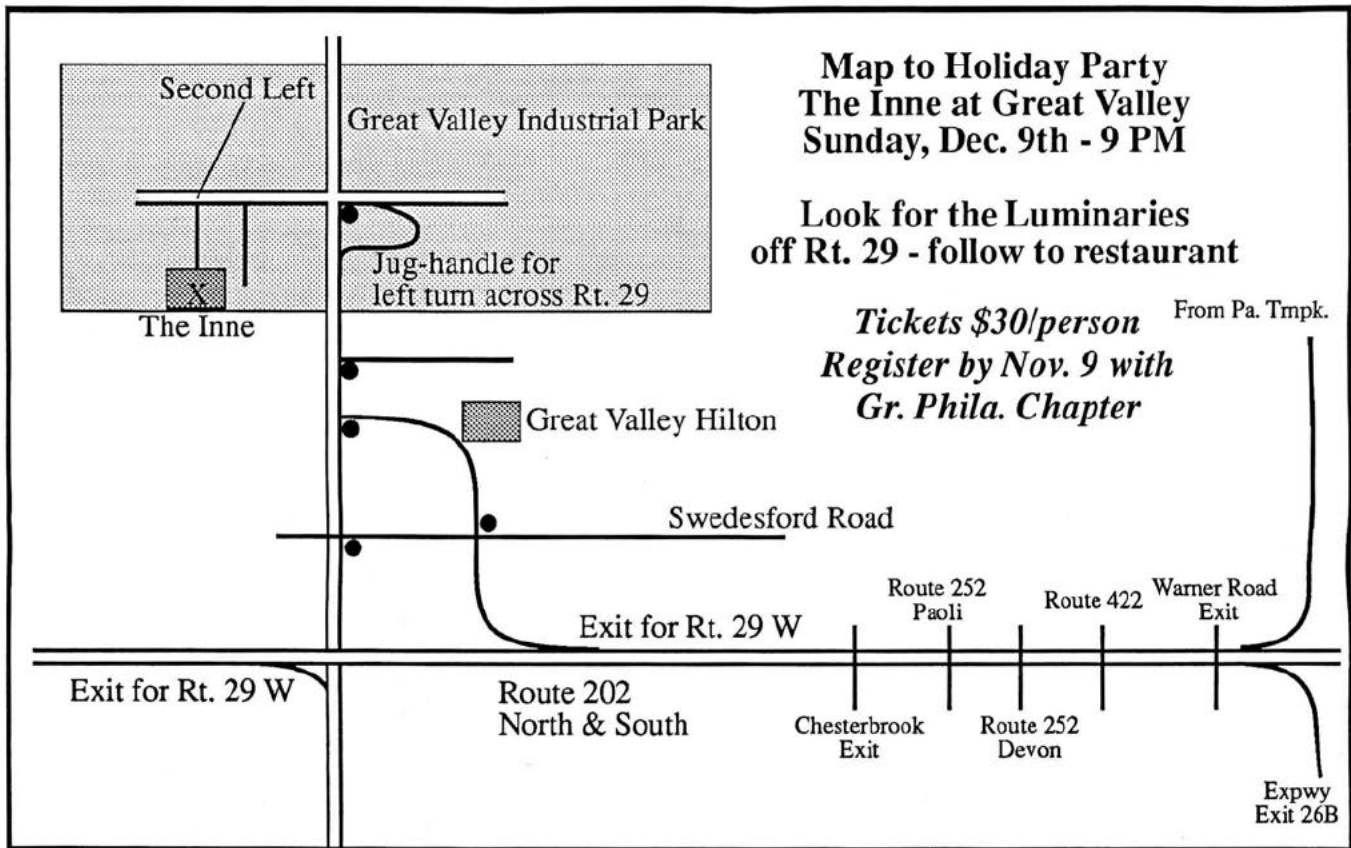 Map to Holiday Party
The Inne at Great Valley
Sunday, Dec. 9th - 9 PM
Look for the Luminaries
off Rt. 29 - follow to restaurant
Tickets $30/person
Register by Nov. 9 with
Gr. Phila. Chapter
Second Left
Great Valley Industrial Park
Jug-handle for
left turn across Rt. 29
X
The Inne
From Pa. Trnpk.
Great Valley Hilton
Swedesford Road
Exit for Rt. 29 W
Route 252
Paoli
Route 422
Warner Road
Exit
Exit for Rt. 29 W
Route 202
North & South
Chesterbrook
Exit
Route 252
Devon
Expwy
Exit 26B